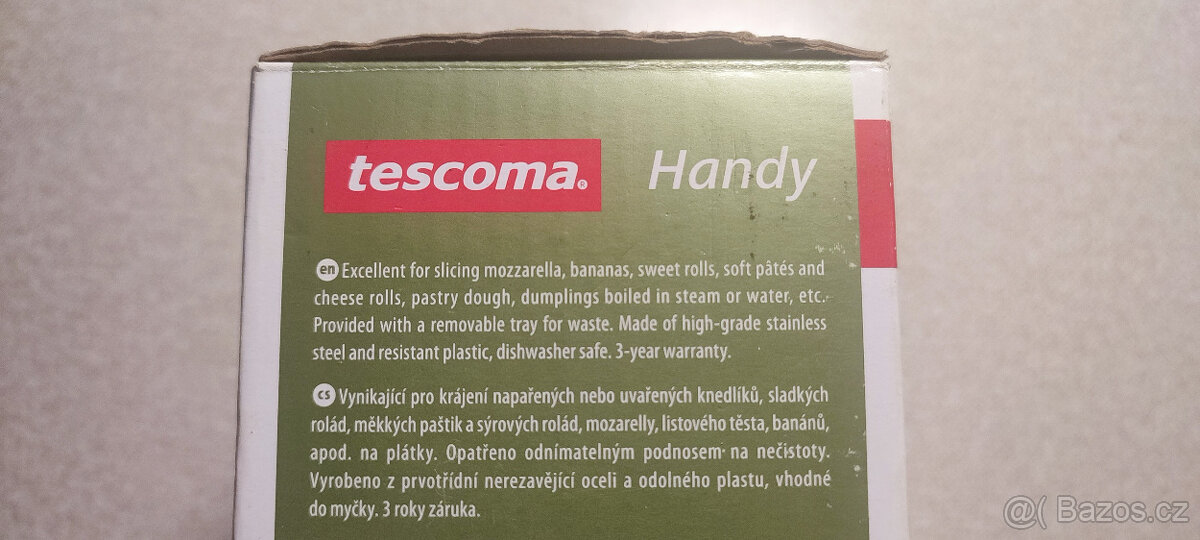 tescoma®
Handy
en Excellent for slicing mozzarella, bananas, sweet rolls, soft pâtés and
cheese rolls, pastry dough, dumplings boiled in steam or water, etc.
Provided with a removable tray for waste. Made of high-grade stainless
steel and resistant plastic, dishwasher safe. 3-year warranty.
cs Vynikající pro krájení napařených nebo uvařených knedlíků, sladkých
rolád, měkkých paštik a sýrových rolád, mozarelly, listového těsta, banánů,
apod. na plátky. Opatřeno odnímatelným podnosem na nečistoty.
Vyrobeno z prvotřídní nerezavějící oceli a odolného plastu, vhodné
do myčky. 3 roky záruka.
@( Bazos.cz